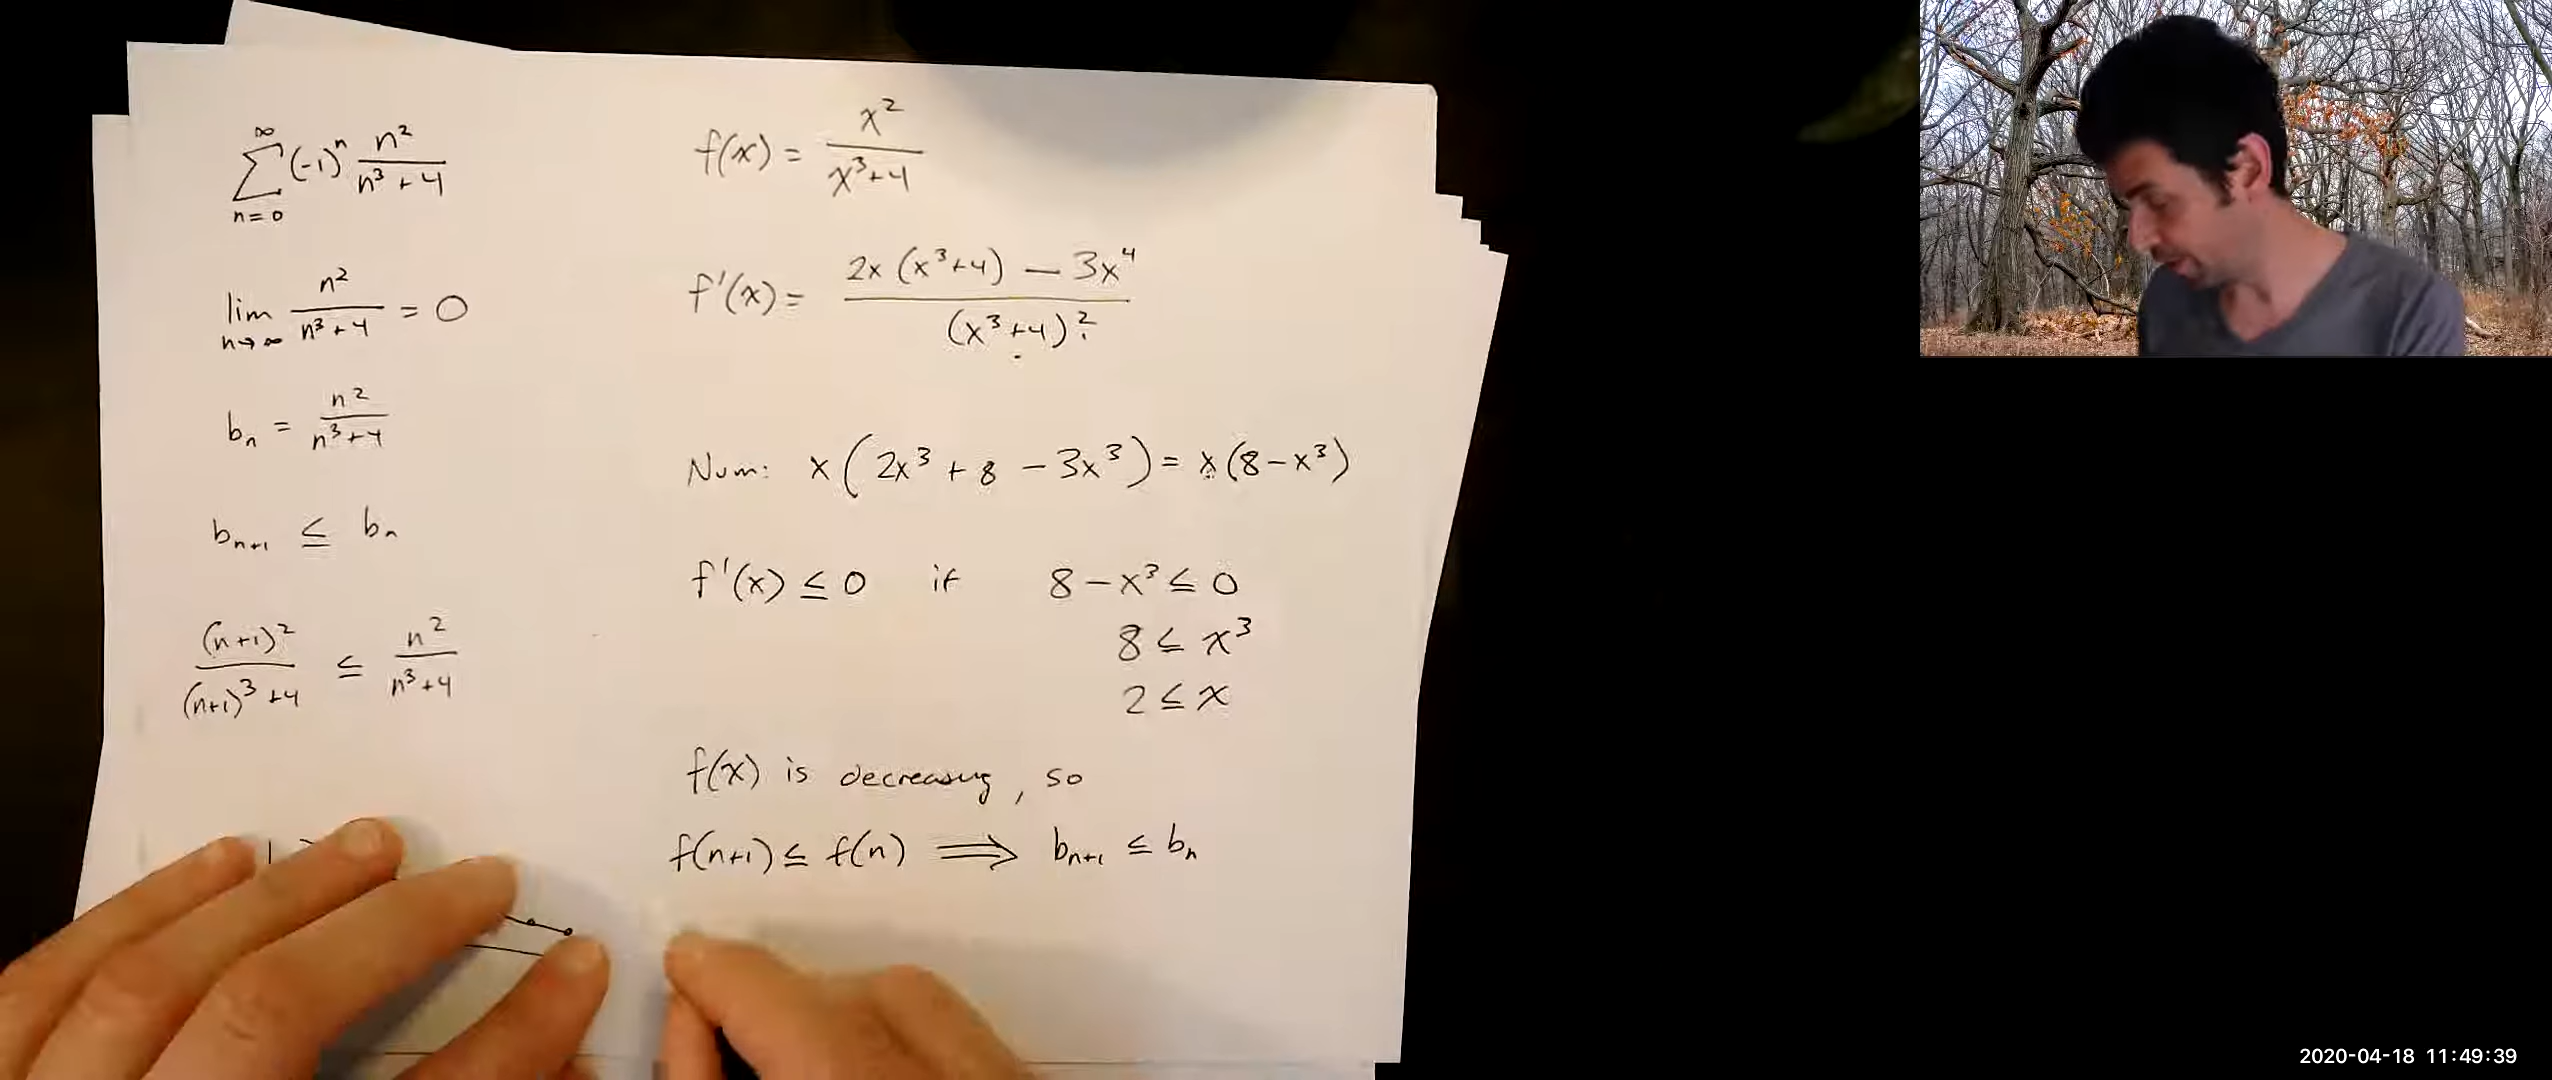 ∞
∑ (-1)^n n²/(n³+4)
n=0
lim n→∞ n²/(n³+4) = 0
b_n = n²/(n³+4)
b_{n+1} ≤ b_n
(n+1)²/((n+1)³+4) ≤ n²/(n³+4)
f(x) = x²/(x³+4)
f'(x) = (2x(x³+4) − 3x⁴)/(x³+4)²
Num: x(2x³ + 8 − 3x³) = x(8−x³)
f'(x) ≤ 0 if 8 − x³ ≤ 0
8 ≤ x³
2 ≤ x
f(x) is decreasing, so
f(n+1) ≤ f(n) ⟹ b_{n+1} ≤ b_n
2020-04-18 11:49:39